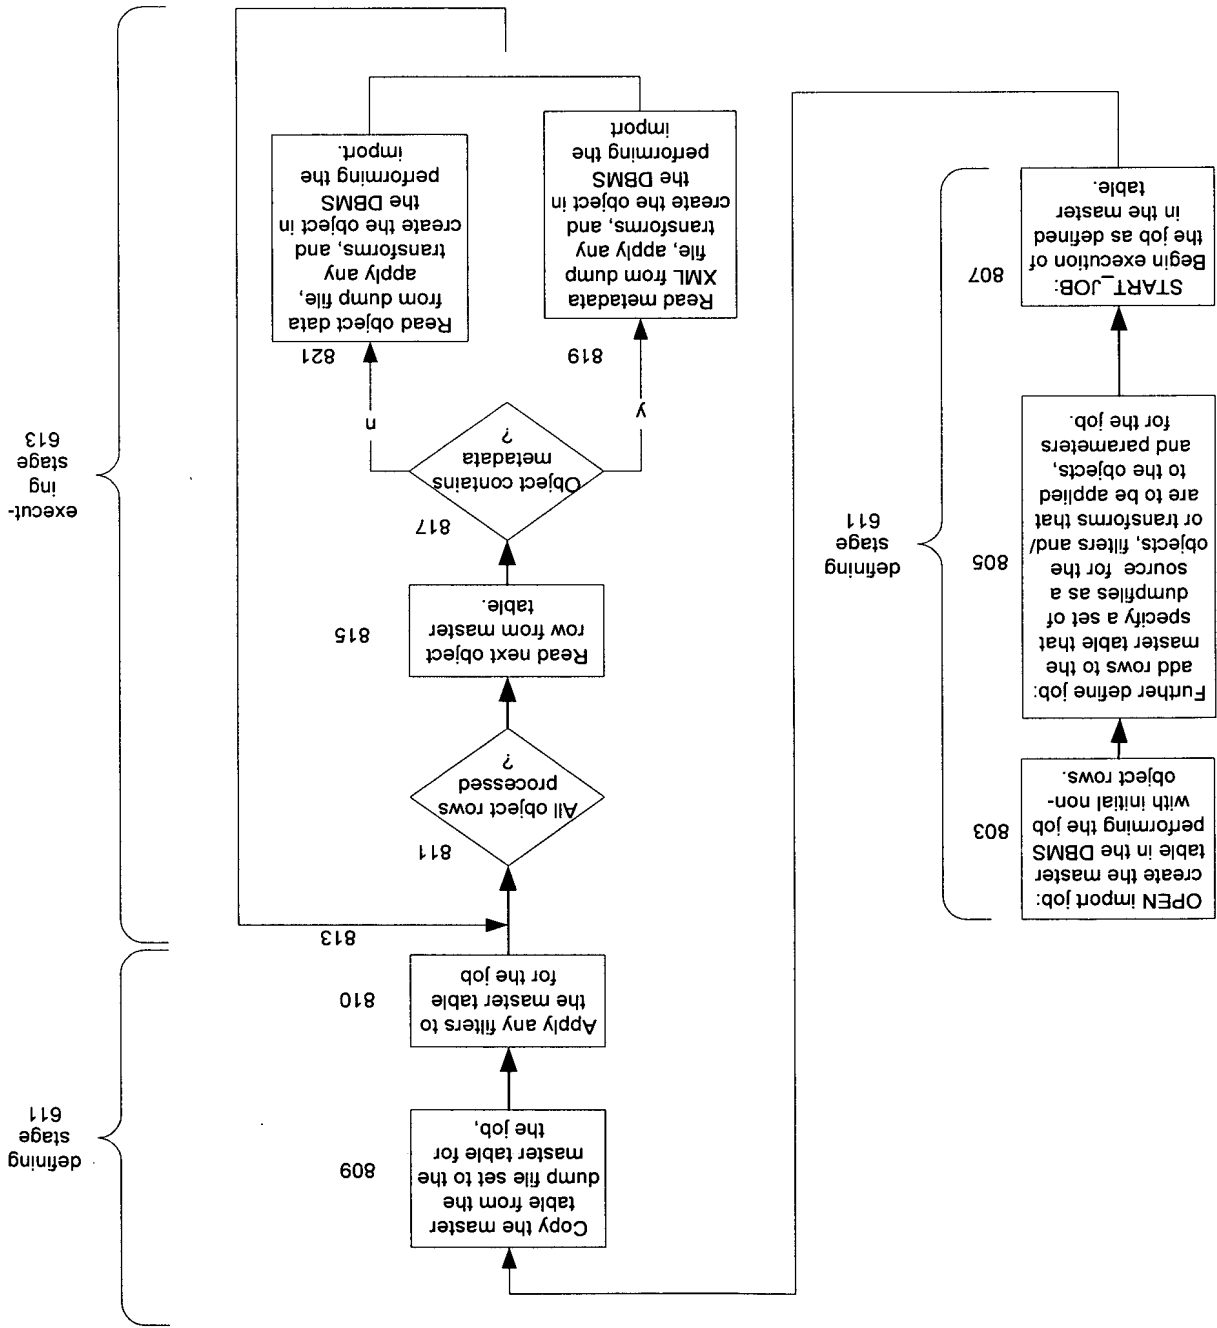 OPEN import job:
create the master
table in the DBMS
performing the job
with initial non-
object rows.
803
Further define job:
add rows to the
master table that
specify a set of
dumpfiles as a
source for the
objects, filters and/
or transforms that
are to be applied
to the objects,
and parameters
for the job.
805
START_JOB:
Begin execution of
the job as defined
in the master
table.
807
defining
stage
611
Copy the master
table from the
dump file set to the
master table for
the job,
809
Apply any filters to
the master table
for the job
810
813
defining
stage
611
All object rows
processed
?
811
Read next object
row from master
table.
815
Object contains
metadata
?
817
y
n
Read metadata
XML from dump
file, apply any
transforms, and
create the object in
the DBMS
performing the
import
819
Read object data
from dump file,
apply any
transforms, and
create the object in
the DBMS
performing the
import.
821
execut-
ing
stage
613